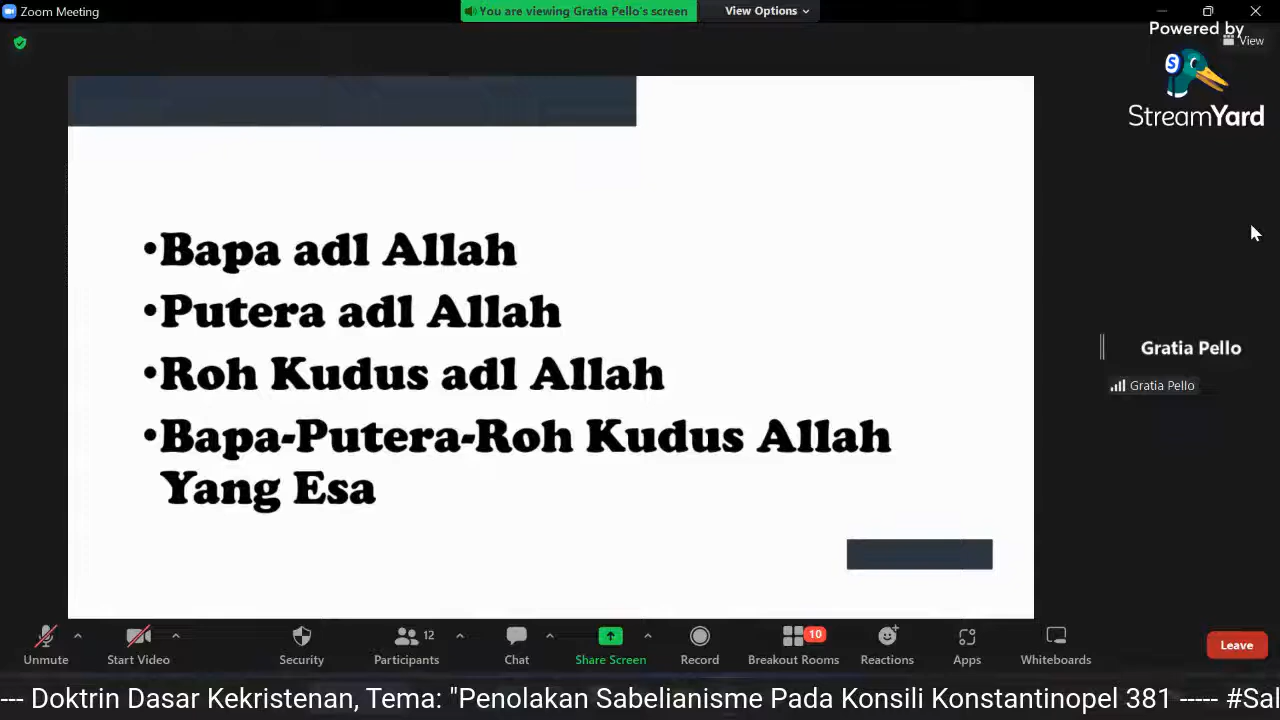 Zoom Meeting
You are viewing Gratia Pello's screen
View Options
Powered by
View
S
StreamYard
•Bapa adl Allah
•Putera adl Allah
•Roh Kudus adl Allah
•Bapa-Putera-Roh Kudus Allah
Yang Esa
Gratia Pello
Gratia Pello
12
10
Unmute
Start Video
Security
Participants
Chat
Share Screen
Record
Breakout Rooms
Reactions
Apps
Whiteboards
Leave
--- Doktrin Dasar Kekristenan, Tema: "Penolakan Sabelianisme Pada Konsili Konstantinopel 381 ----- #Sal